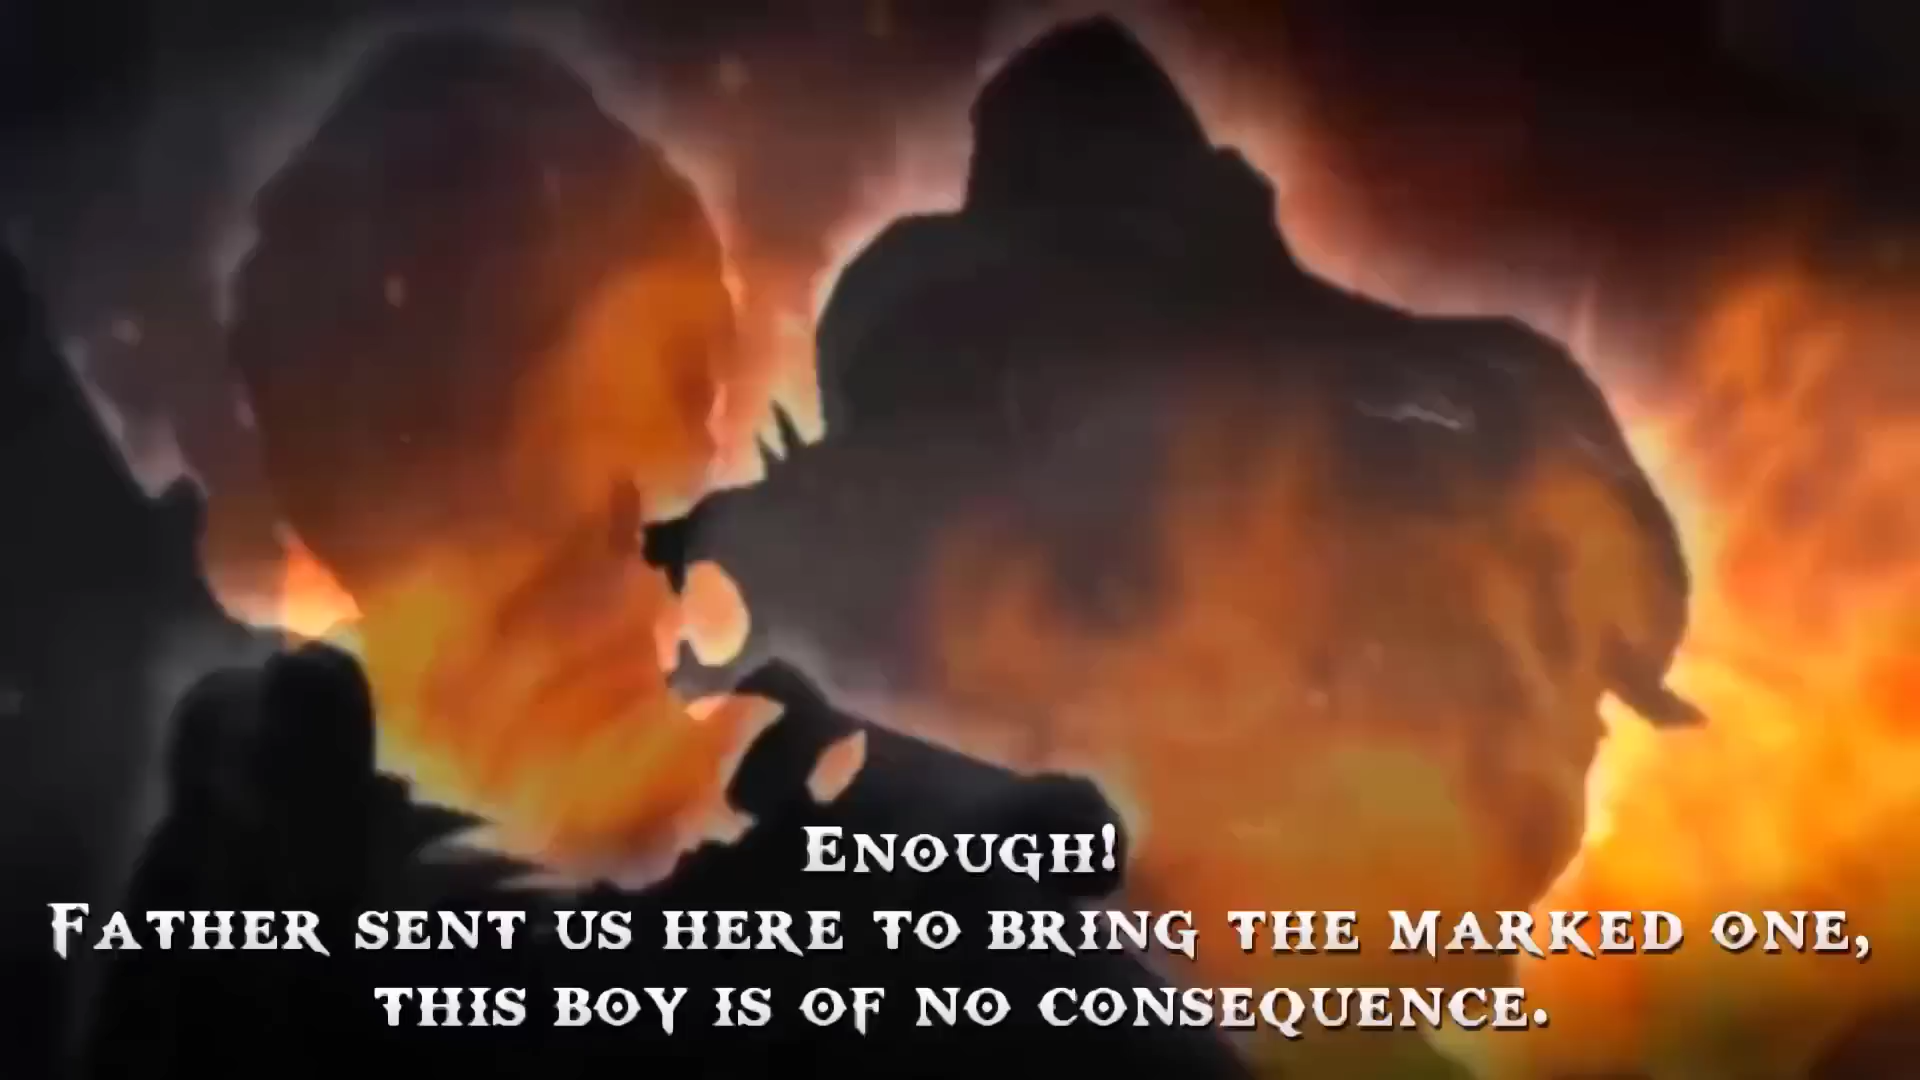 Enough!
Father sent us here to bring the marked one,
this boy is of no consequence.